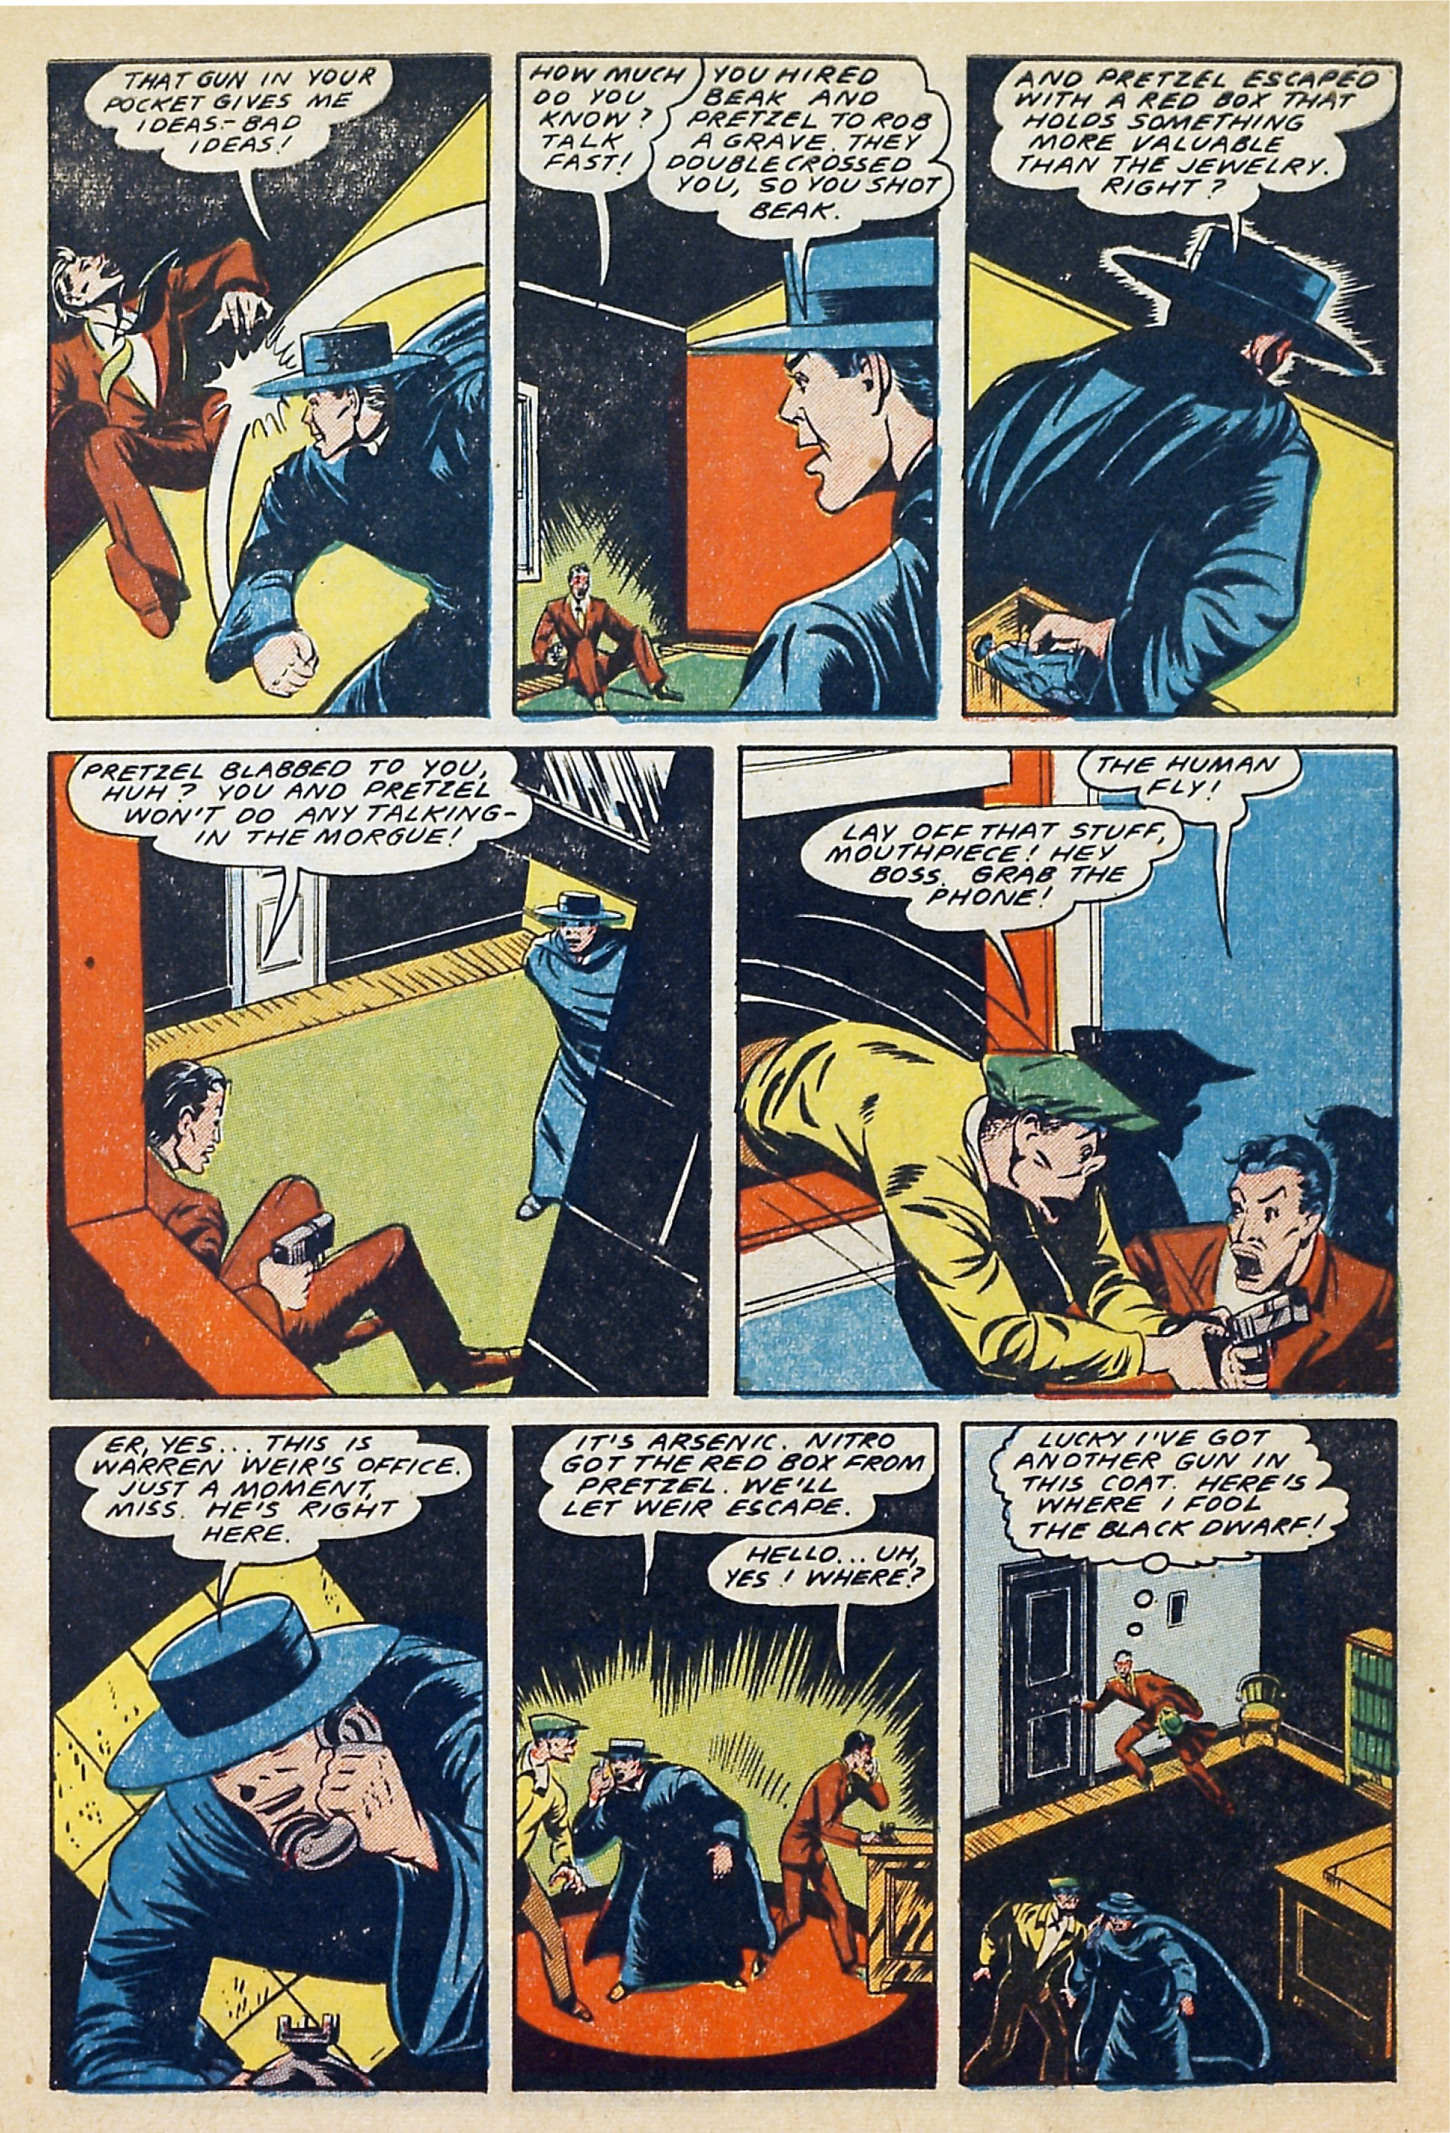 THAT GUN IN YOUR
POCKET GIVES ME
IDEAS-- BAD
IDEAS!
HOW MUCH
DO YOU
KNOW?
TALK
FAST!
YOU HIRED
BEAK AND
PRETZEL TO ROB
A GRAVE. THEY
DOUBLECROSSED
YOU, SO YOU SHOT
BEAK.
AND PRETZEL ESCAPED
WITH A RED BOX THAT
HOLDS SOMETHING
MORE VALUABLE
THAN THE JEWELRY.
RIGHT?
PRETZEL BLABBED TO YOU,
HUH? YOU AND PRETZEL
WON'T DO ANY TALKING-
IN THE MORGUE!
THE HUMAN
FLY!
LAY OFF THAT STUFF,
MOUTHPIECE! HEY
BOSS, GRAB THE
PHONE!
ER, YES... THIS IS
WARREN WEIR'S OFFICE.
JUST A MOMENT,
MISS. HE'S RIGHT
HERE.
IT'S ARSENIC. NITRO
GOT THE RED BOX FROM
PRETZEL. WE'LL
LET WEIR ESCAPE.
HELLO... UH,
YES! WHERE?
LUCKY I'VE GOT
ANOTHER GUN IN
THIS COAT. HERE'S
WHERE I FOOL
THE BLACK DWARF!